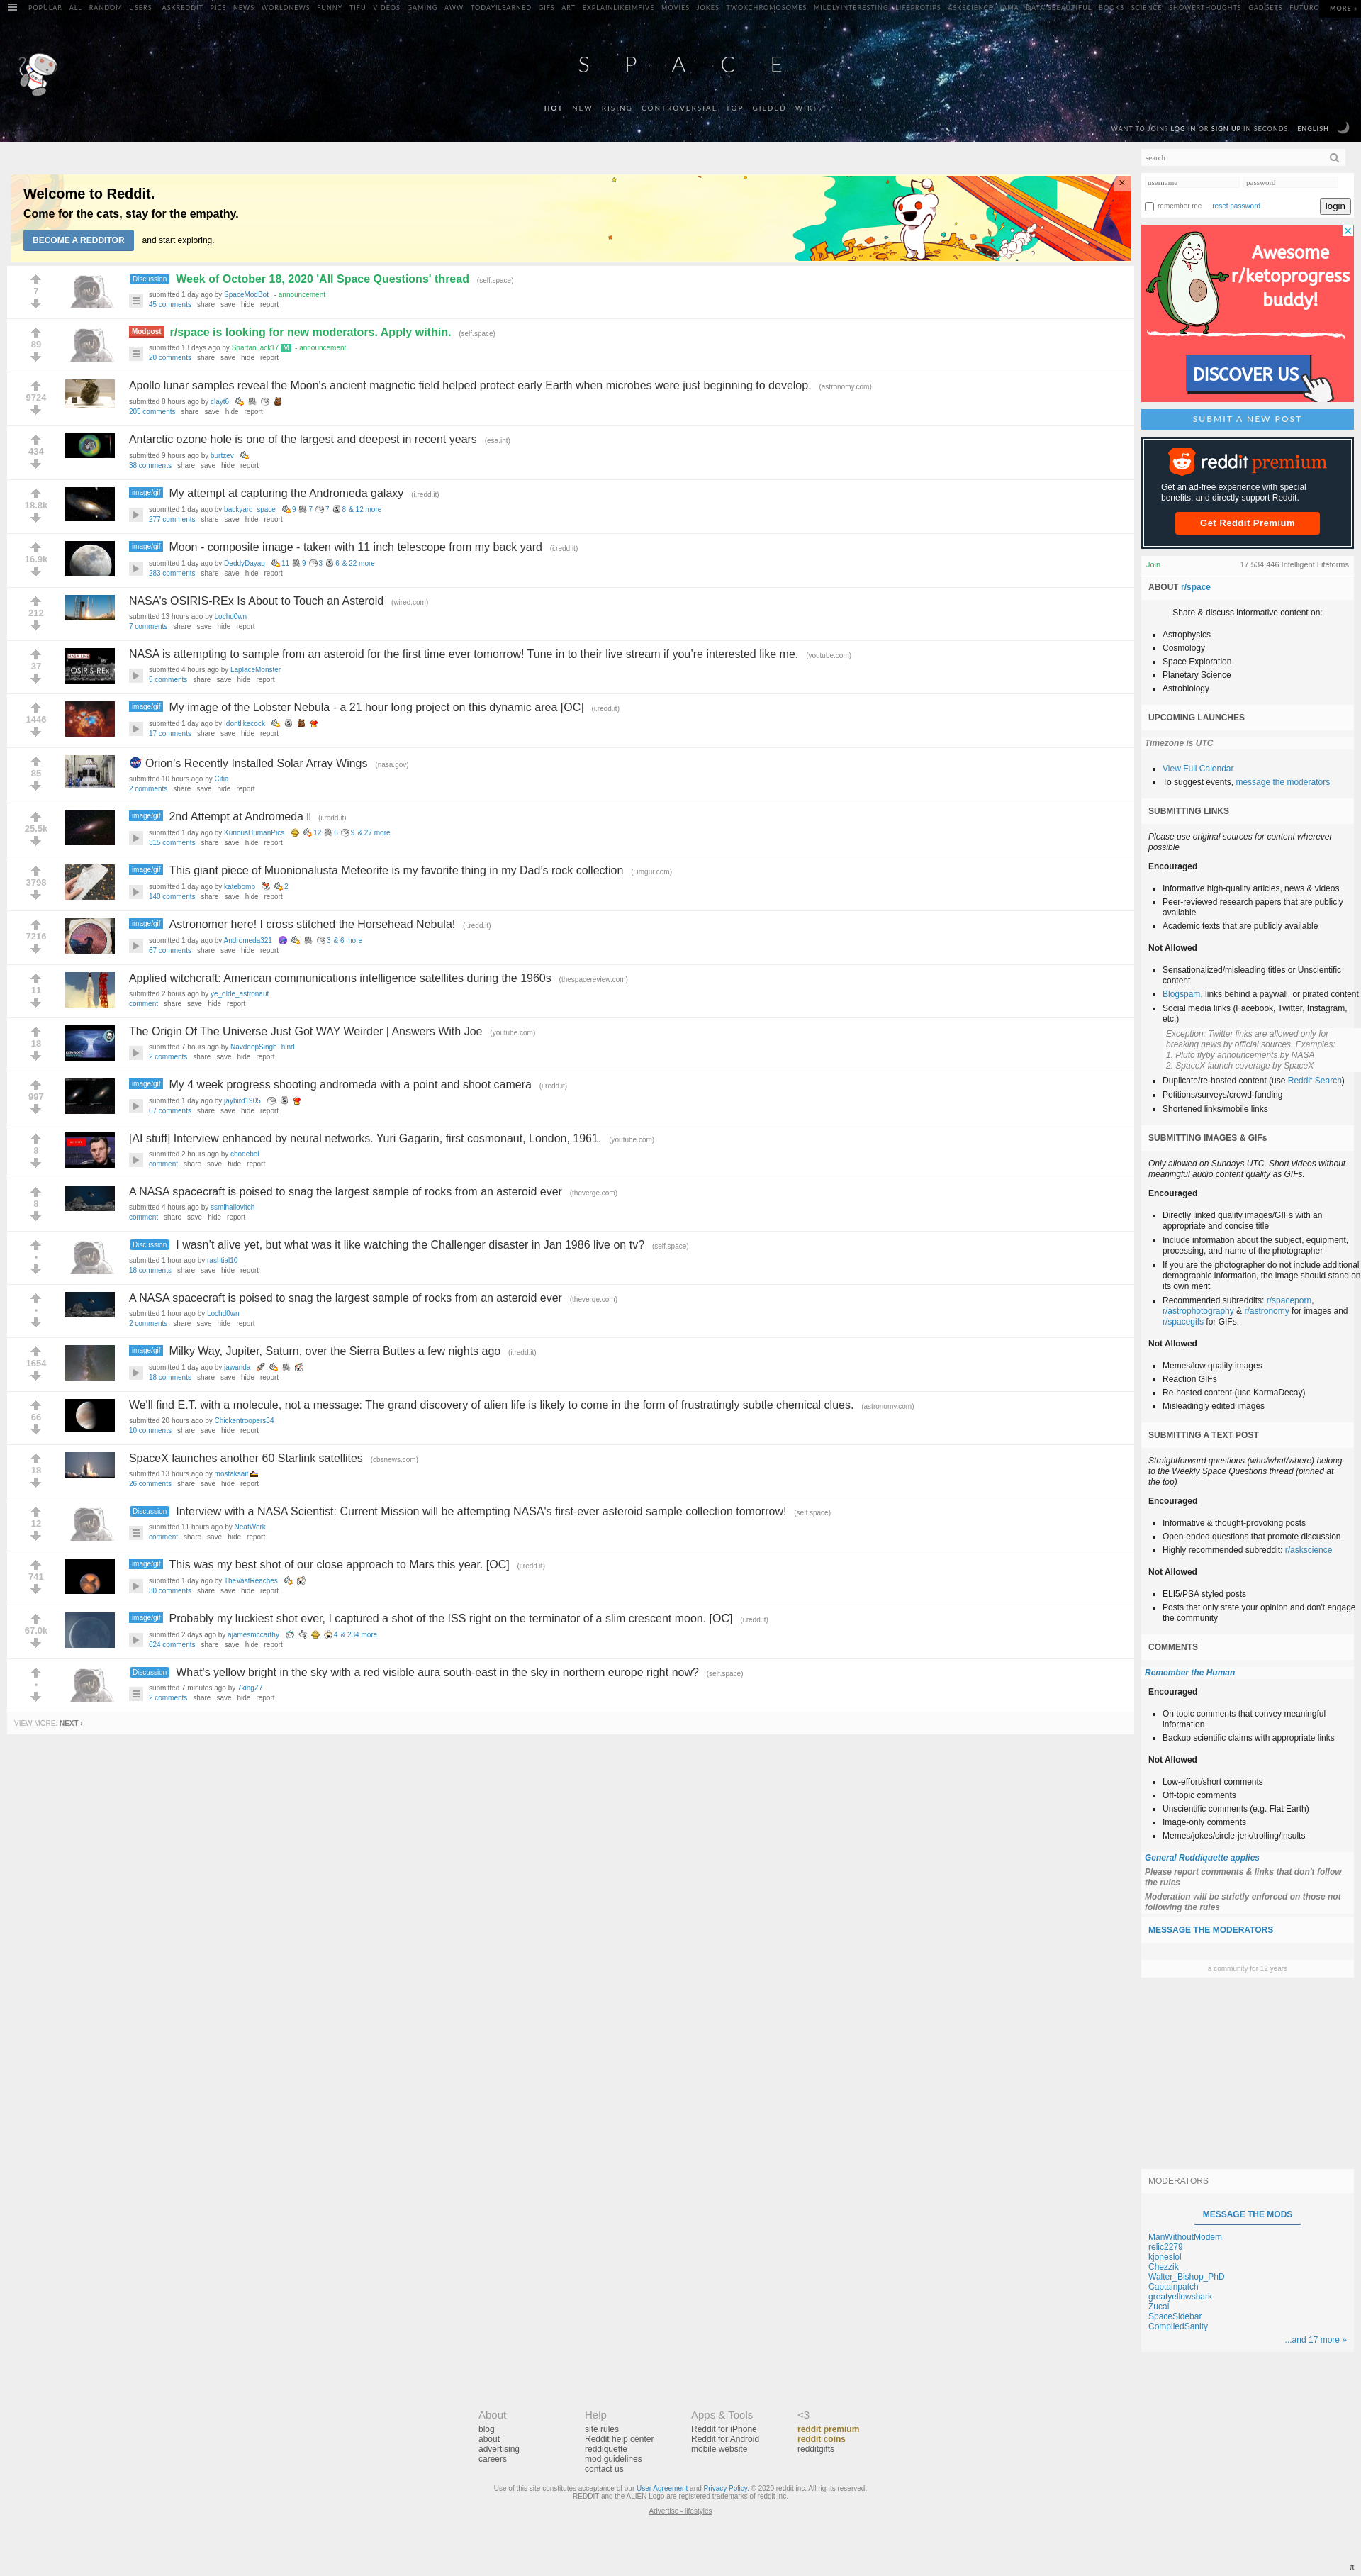 POPULAR ALL RANDOM USERS ASKREDDIT PICS NEWS WORLDNEWS FUNNY TIFU VIDEOS GAMING AWW TODAYILEARNED GIFS ART EXPLAINLIKEIMFIVE MOVIES JOKES TWOXCHROMOSOMES MILDLYINTERESTING LIFEPROTIPS ASKSCIENCE IAMA DATAISBEAUTIFUL BOOKS SCIENCE SHOWERTHOUGHTS GADGETS FUTURO MORE »
SPACE
HOT NEW RISING CONTROVERSIAL TOP GILDED WIKI
WANT TO JOIN? LOG IN OR SIGN UP IN SECONDS. ENGLISH
Welcome to Reddit.
Come for the cats, stay for the empathy.
BECOME A REDDITOR and start exploring.
7
Discussion Week of October 18, 2020 'All Space Questions' thread (self.space)
submitted 1 day ago by SpaceModBot - announcement
45 comments share save hide report
89
Modpost r/space is looking for new moderators. Apply within. (self.space)
submitted 13 days ago by SpartanJack17 M - announcement
20 comments share save hide report
9724
Apollo lunar samples reveal the Moon's ancient magnetic field helped protect early Earth when microbes were just beginning to develop. (astronomy.com)
submitted 8 hours ago by clayt6
205 comments share save hide report
434
Antarctic ozone hole is one of the largest and deepest in recent years (esa.int)
submitted 9 hours ago by burtzev
38 comments share save hide report
18.8k
image/gif My attempt at capturing the Andromeda galaxy (i.redd.it)
submitted 1 day ago by backyard_space 9 7 7 8 & 12 more
277 comments share save hide report
16.9k
image/gif Moon - composite image - taken with 11 inch telescope from my back yard (i.redd.it)
submitted 1 day ago by DeddyDayag 11 9 3 6 & 22 more
283 comments share save hide report
212
NASA's OSIRIS-REx Is About to Touch an Asteroid (wired.com)
submitted 13 hours ago by Lochd0wn
7 comments share save hide report
37
NASA LIVE
OSIRIS-REx
NASA is attempting to sample from an asteroid for the first time ever tomorrow! Tune in to their live stream if you're interested like me. (youtube.com)
submitted 4 hours ago by LaplaceMonster
5 comments share save hide report
1446
image/gif My image of the Lobster Nebula - a 21 hour long project on this dynamic area [OC] (i.redd.it)
submitted 1 day ago by Idontlikecock
17 comments share save hide report
85
Orion's Recently Installed Solar Array Wings (nasa.gov)
submitted 10 hours ago by Citia
2 comments share save hide report
25.5k
image/gif 2nd Attempt at Andromeda (i.redd.it)
submitted 1 day ago by KuriousHumanPics 12 6 9 & 27 more
315 comments share save hide report
3798
image/gif This giant piece of Muonionalusta Meteorite is my favorite thing in my Dad's rock collection (i.imgur.com)
submitted 1 day ago by katebomb 2
140 comments share save hide report
7216
image/gif Astronomer here! I cross stitched the Horsehead Nebula! (i.redd.it)
submitted 1 day ago by Andromeda321 3 & 6 more
67 comments share save hide report
11
Applied witchcraft: American communications intelligence satellites during the 1960s (thespacereview.com)
submitted 2 hours ago by ye_olde_astronaut
comment share save hide report
18
The Origin Of The Universe Just Got WAY Weirder | Answers With Joe (youtube.com)
submitted 7 hours ago by NavdeepSinghThind
2 comments share save hide report
997
image/gif My 4 week progress shooting andromeda with a point and shoot camera (i.redd.it)
submitted 1 day ago by jaybird1905
67 comments share save hide report
8
[AI stuff] Interview enhanced by neural networks. Yuri Gagarin, first cosmonaut, London, 1961. (youtube.com)
submitted 2 hours ago by chodeboi
comment share save hide report
8
A NASA spacecraft is poised to snag the largest sample of rocks from an asteroid ever (theverge.com)
submitted 4 hours ago by ssmihailovitch
comment share save hide report
•
Discussion I wasn't alive yet, but what was it like watching the Challenger disaster in Jan 1986 live on tv? (self.space)
submitted 1 hour ago by rashtial10
18 comments share save hide report
•
A NASA spacecraft is poised to snag the largest sample of rocks from an asteroid ever (theverge.com)
submitted 1 hour ago by Lochd0wn
2 comments share save hide report
1654
image/gif Milky Way, Jupiter, Saturn, over the Sierra Buttes a few nights ago (i.redd.it)
submitted 1 day ago by jawanda
18 comments share save hide report
66
We'll find E.T. with a molecule, not a message: The grand discovery of alien life is likely to come in the form of frustratingly subtle chemical clues. (astronomy.com)
submitted 20 hours ago by Chickentroopers34
10 comments share save hide report
18
SpaceX launches another 60 Starlink satellites (cbsnews.com)
submitted 13 hours ago by mostaksaif
26 comments share save hide report
12
Discussion Interview with a NASA Scientist: Current Mission will be attempting NASA's first-ever asteroid sample collection tomorrow! (self.space)
submitted 11 hours ago by NeatWork
comment share save hide report
741
image/gif This was my best shot of our close approach to Mars this year. [OC] (i.redd.it)
submitted 1 day ago by TheVastReaches
30 comments share save hide report
67.0k
image/gif Probably my luckiest shot ever, I captured a shot of the ISS right on the terminator of a slim crescent moon. [OC] (i.redd.it)
submitted 2 days ago by ajamesmccarthy 4 & 234 more
624 comments share save hide report
•
Discussion What's yellow bright in the sky with a red visible aura south-east in the sky in northern europe right now? (self.space)
submitted 7 minutes ago by 7kingZ7
2 comments share save hide report
VIEW MORE: NEXT ›
search
username password
remember me reset password login
Awesome
r/ketoprogress
buddy!
DISCOVER US
SUBMIT A NEW POST
reddit premium
Get an ad-free experience with special
benefits, and directly support Reddit.
Get Reddit Premium
Join 17,534,446 Intelligent Lifeforms
ABOUT r/space
Share & discuss informative content on:
Astrophysics
Cosmology
Space Exploration
Planetary Science
Astrobiology
UPCOMING LAUNCHES
Timezone is UTC
View Full Calendar
To suggest events, message the moderators
SUBMITTING LINKS
Please use original sources for content wherever
possible
Encouraged
Informative high-quality articles, news & videos
Peer-reviewed research papers that are publicly
available
Academic texts that are publicly available
Not Allowed
Sensationalized/misleading titles or Unscientific
content
Blogspam, links behind a paywall, or pirated content
Social media links (Facebook, Twitter, Instagram,
etc.)
Exception: Twitter links are allowed only for
breaking news by official sources. Examples:
1. Pluto flyby announcements by NASA
2. SpaceX launch coverage by SpaceX
Duplicate/re-hosted content (use Reddit Search)
Petitions/surveys/crowd-funding
Shortened links/mobile links
SUBMITTING IMAGES & GIFs
Only allowed on Sundays UTC. Short videos without
meaningful audio content qualify as GIFs.
Encouraged
Directly linked quality images/GIFs with an
appropriate and concise title
Include information about the subject, equipment,
processing, and name of the photographer
If you are the photographer do not include additional
demographic information, the image should stand on
its own merit
Recommended subreddits: r/spaceporn,
r/astrophotography & r/astronomy for images and
r/spacegifs for GIFs.
Not Allowed
Memes/low quality images
Reaction GIFs
Re-hosted content (use KarmaDecay)
Misleadingly edited images
SUBMITTING A TEXT POST
Straightforward questions (who/what/where) belong
to the Weekly Space Questions thread (pinned at
the top)
Encouraged
Informative & thought-provoking posts
Open-ended questions that promote discussion
Highly recommended subreddit: r/askscience
Not Allowed
ELI5/PSA styled posts
Posts that only state your opinion and don't engage
the community
COMMENTS
Remember the Human
Encouraged
On topic comments that convey meaningful
information
Backup scientific claims with appropriate links
Not Allowed
Low-effort/short comments
Off-topic comments
Unscientific comments (e.g. Flat Earth)
Image-only comments
Memes/jokes/circle-jerk/trolling/insults
General Reddiquette applies
Please report comments & links that don't follow
the rules
Moderation will be strictly enforced on those not
following the rules
MESSAGE THE MODERATORS
a community for 12 years
MODERATORS
MESSAGE THE MODS
ManWithoutModem
relic2279
kjoneslol
Chezzik
Walter_Bishop_PhD
Captainpatch
greatyellowshark
Zucal
SpaceSidebar
CompiledSanity
...and 17 more »
About
blog
about
advertising
careers
Help
site rules
Reddit help center
reddiquette
mod guidelines
contact us
Apps & Tools
Reddit for iPhone
Reddit for Android
mobile website
<3
reddit premium
reddit coins
redditgifts
Use of this site constitutes acceptance of our User Agreement and Privacy Policy. © 2020 reddit inc. All rights reserved.
REDDIT and the ALIEN Logo are registered trademarks of reddit inc.
Advertise - lifestyles
π